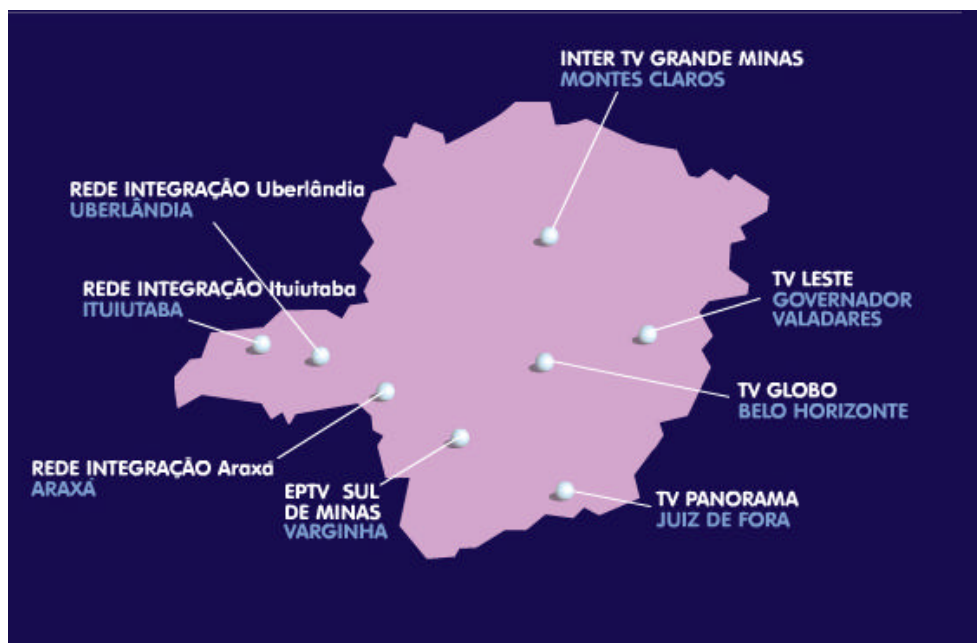 INTER TV GRANDE MINAS
MONTES CLAROS
REDE INTEGRAÇÃO Uberlândia
UBERLÂNDIA
REDE INTEGRAÇÃO Ituiutaba
ITUIUTABA
TV LESTE
GOVERNADOR
VALADARES
TV GLOBO
BELO HORIZONTE
REDE INTEGRAÇÃO Araxá
ARAXÁ
EPTV SUL
DE MINAS
VARGINHA
TV PANORAMA
JUIZ DE FORA